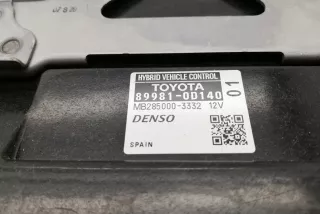 HYBRID VEHICLE CONTROL
TOYOTA
89981-0D140
01
MB285000-3332 12V
DENSO
SPAIN